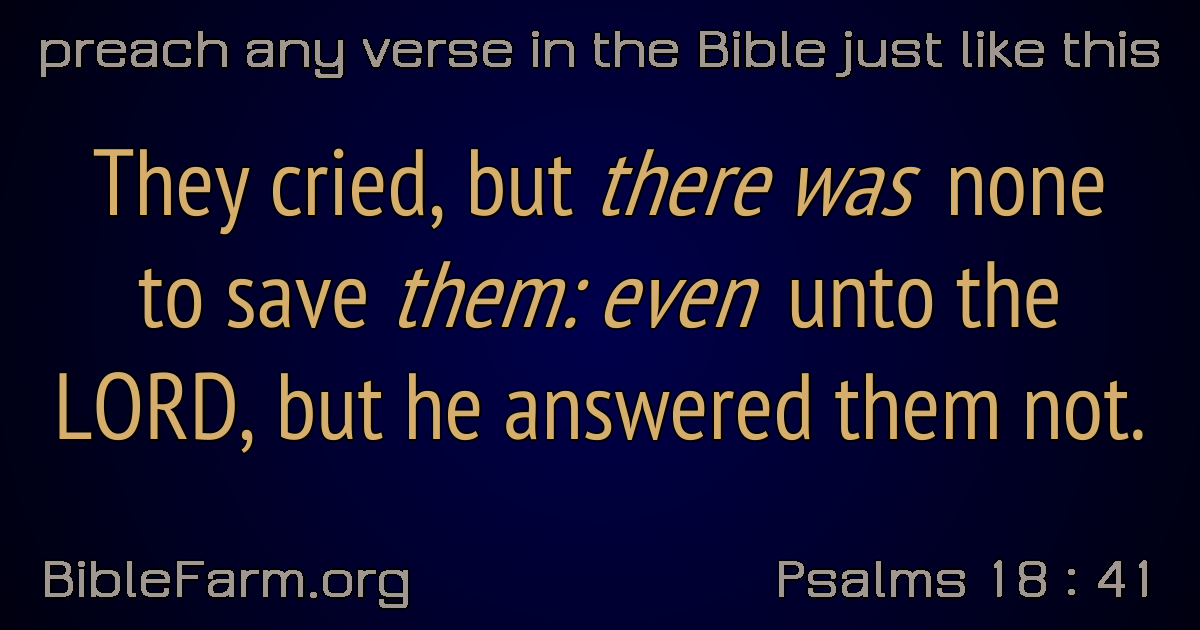 preach any verse in the Bible just like this
They cried, but there was none
to save them: even unto the
LORD, but he answered them not.
BibleFarm.org
Psalms 18 : 41